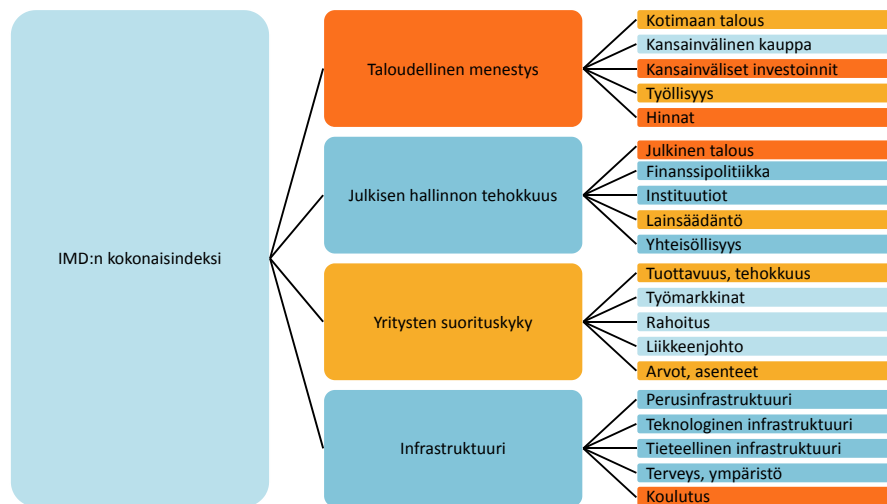 IMD:n kokonaisindeksi
Taloudellinen menestys
Kotimaan talous
Kansainvälinen kauppa
Kansainväliset investoinnit
Työllisyys
Hinnat
Julkisen hallinnon tehokkuus
Julkinen talous
Finanssipolitiikka
Instituutiot
Lainsäädäntö
Yhteisöllisyys
Yritysten suorituskyky
Tuottavuus, tehokkuus
Työmarkkinat
Rahoitus
Liikkeenjohto
Arvot, asenteet
Infrastruktuuri
Perusinfrastruktuuri
Teknologinen infrastruktuuri
Tieteellinen infrastruktuuri
Terveys, ympäristö
Koulutus